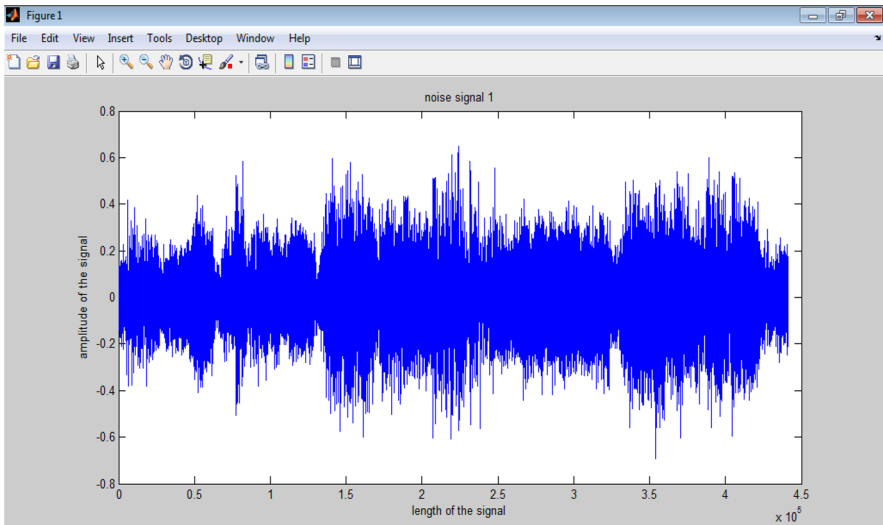 Figure 1
File Edit View Insert Tools Desktop Window Help
noise signal 1
0.8
0.6
0.4
0.2
0
-0.2
-0.4
-0.6
-0.8
amplitude of the signal
0 0.5 1 1.5 2 2.5 3 3.5 4 4.5
length of the signal
x 10^5